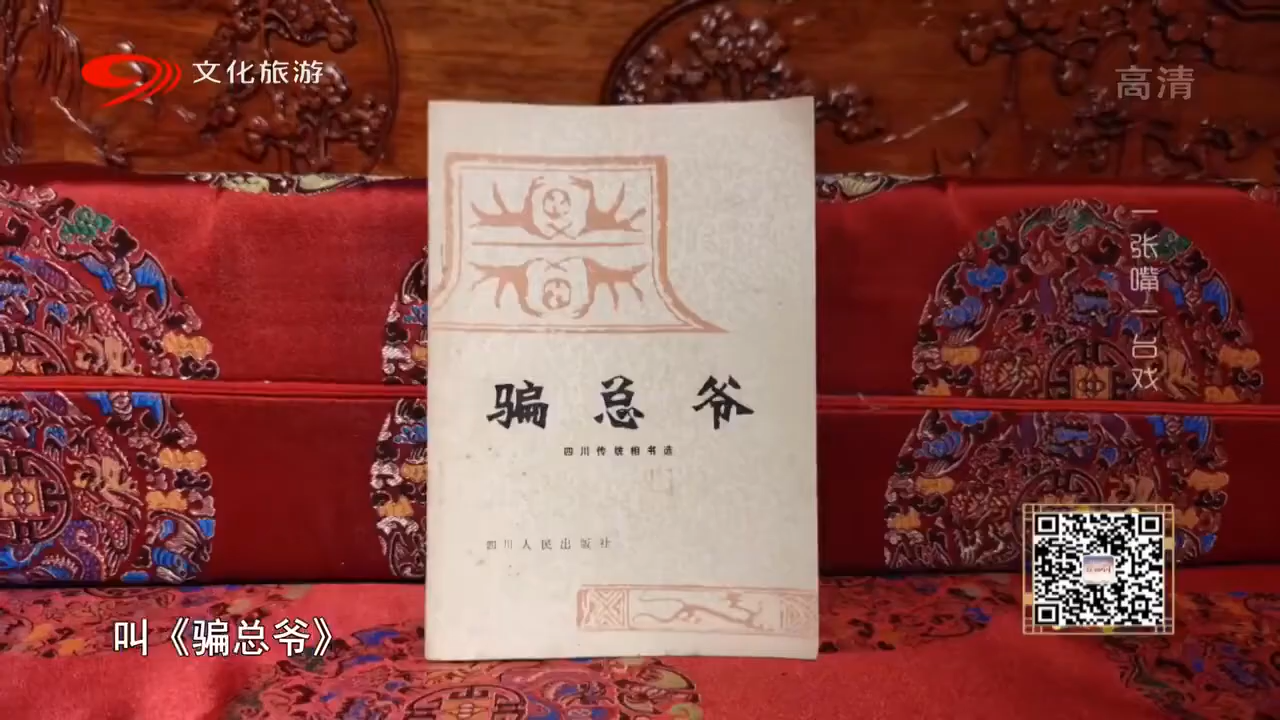 文化旅游
高清
一张嘴一台戏
骗总爷
四川传统相书选
四川人民出版社
叫《骗总爷》